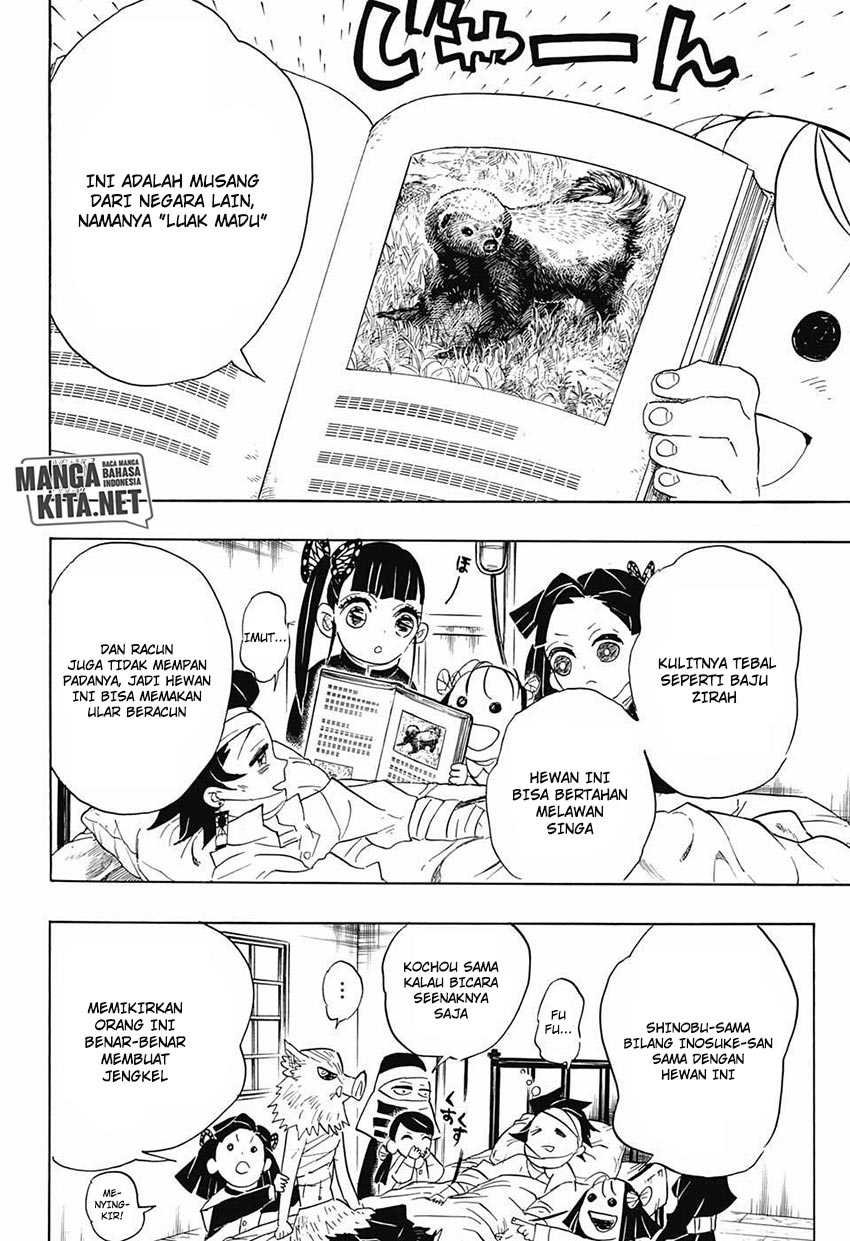 じゃーん
INI ADALAH MUSANG
DARI NEGARA LAIN,
NAMANYA "LUAK MADU"
MANGA
KITA.NET
BACA MANGA
BAHASA
INDONESIA
KULITNYA TEBAL
SEPERTI BAJU
ZIRAH
ほ
IMUT...
HEWAN INI
BISA BERTAHAN
MELAWAN
SINGA
DAN RACUN
JUGA TIDAK MEMPAN
PADANYA, JADI HEWAN
INI BISA MEMAKAN
ULAR BERACUN
SHINOBU-SAMA
BILANG INOSUKE-SAN
SAMA DENGAN
HEWAN INI
FU
FU...
KOCHOU SAMA
KALAU BICARA
SEENAKNYA
SAJA
...
くすくす
MEMIKIRKAN
ORANG INI
BENAR-BENAR
MEMBUAT
JENGKEL
ME-
NYING-
KIR!